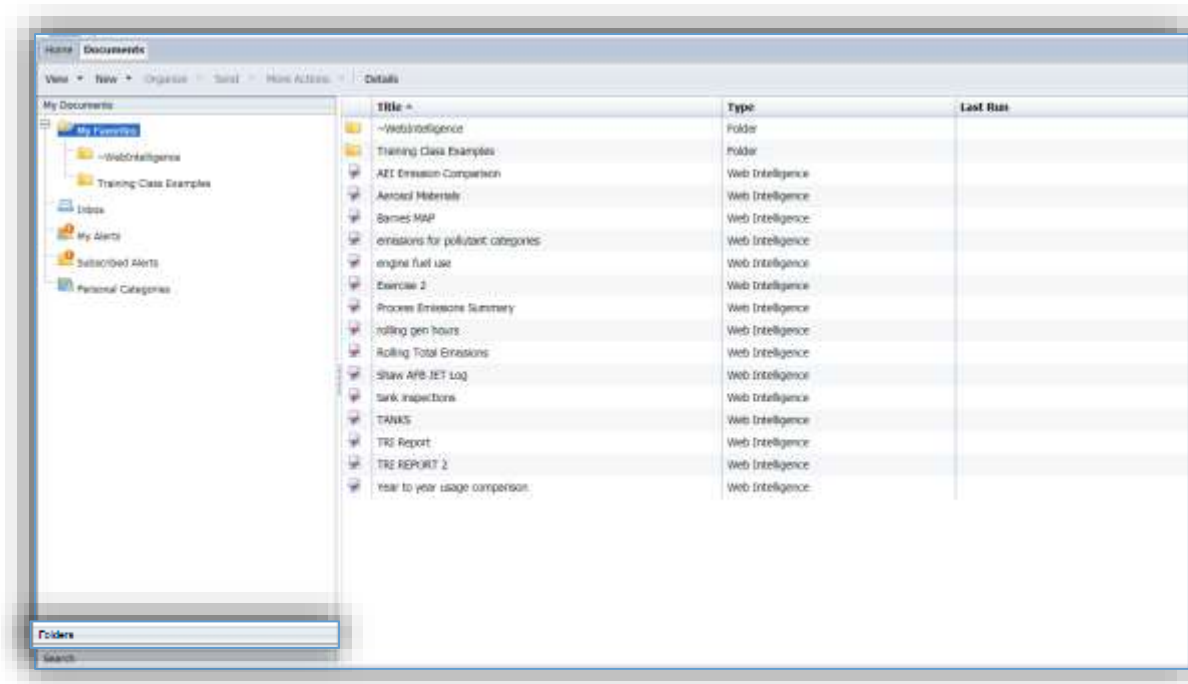 Home Documents
View New Organize Send More Actions Details
My Documents
My Favorites
~WebIntelligence
Training Class Examples
Inbox
My Alerts
Subscribed Alerts
Personal Categories
Folders
Search
Title Type Last Run
~WebIntelligence Folder
Training Class Examples Folder
AEI Emission Comparison Web Intelligence
Aerosol Materials Web Intelligence
Barnes MAP Web Intelligence
emissions for pollutant categories Web Intelligence
engine fuel use Web Intelligence
Exercise 2 Web Intelligence
Process Emissions Summary Web Intelligence
rolling gen hours Web Intelligence
Rolling Total Emissions Web Intelligence
Shaw AFB JET Log Web Intelligence
tank inspections Web Intelligence
TANKS Web Intelligence
TRI Report Web Intelligence
TRI REPORT 2 Web Intelligence
Year to year usage comparison Web Intelligence